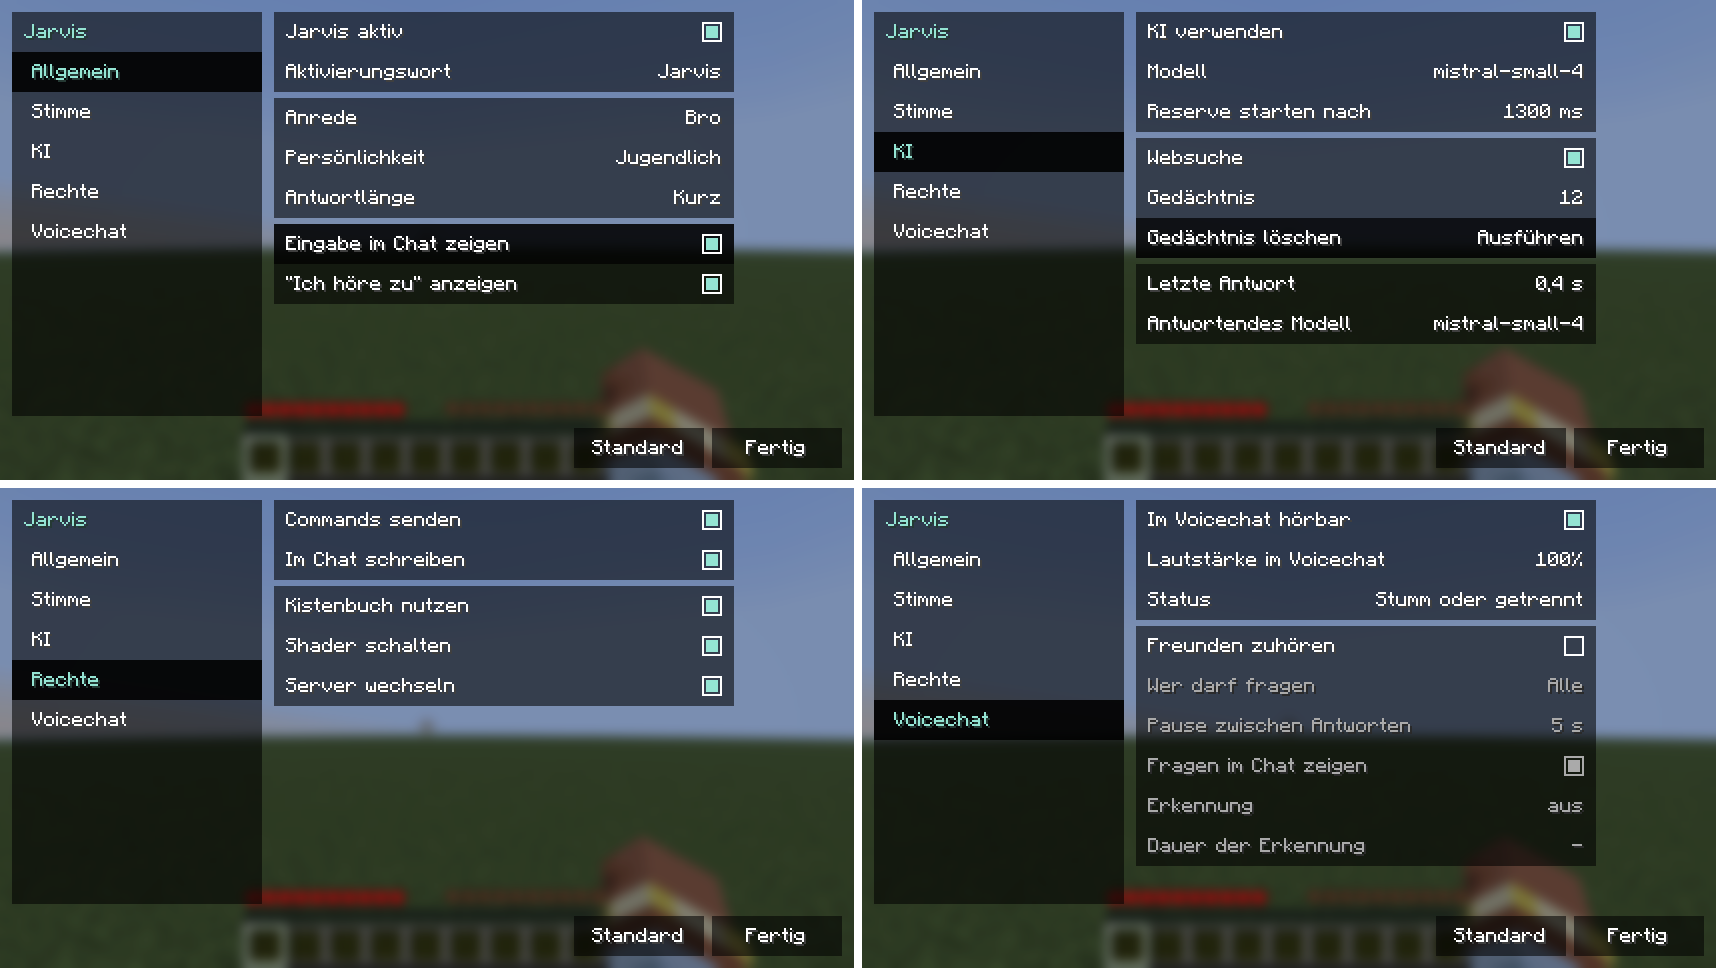 Jarvis
Allgemein
Stimme
KI
Rechte
Voicechat
Jarvis aktiv
Aktivierungswort Jarvis
Anrede Bro
Persönlichkeit Jugendlich
Antwortlänge Kurz
Eingabe im Chat zeigen
"Ich höre zu" anzeigen
Standard Fertig
Jarvis
Allgemein
Stimme
KI
Rechte
Voicechat
KI verwenden
Modell mistral-small-4
Reserve starten nach 1300 ms
Websuche
Gedächtnis 12
Gedächtnis löschen Ausführen
Letzte Antwort 0,4 s
Antwortendes Modell mistral-small-4
Standard Fertig
Jarvis
Allgemein
Stimme
KI
Rechte
Voicechat
Commands senden
Im Chat schreiben
Kistenbuch nutzen
Shader schalten
Server wechseln
Standard Fertig
Jarvis
Allgemein
Stimme
KI
Rechte
Voicechat
Im Voicechat hörbar
Lautstärke im Voicechat 100%
Status Stumm oder getrennt
Freunden zuhören
Wer darf fragen Alle
Pause zwischen Antworten 5 s
Fragen im Chat zeigen
Erkennung aus
Dauer der Erkennung -
Standard Fertig